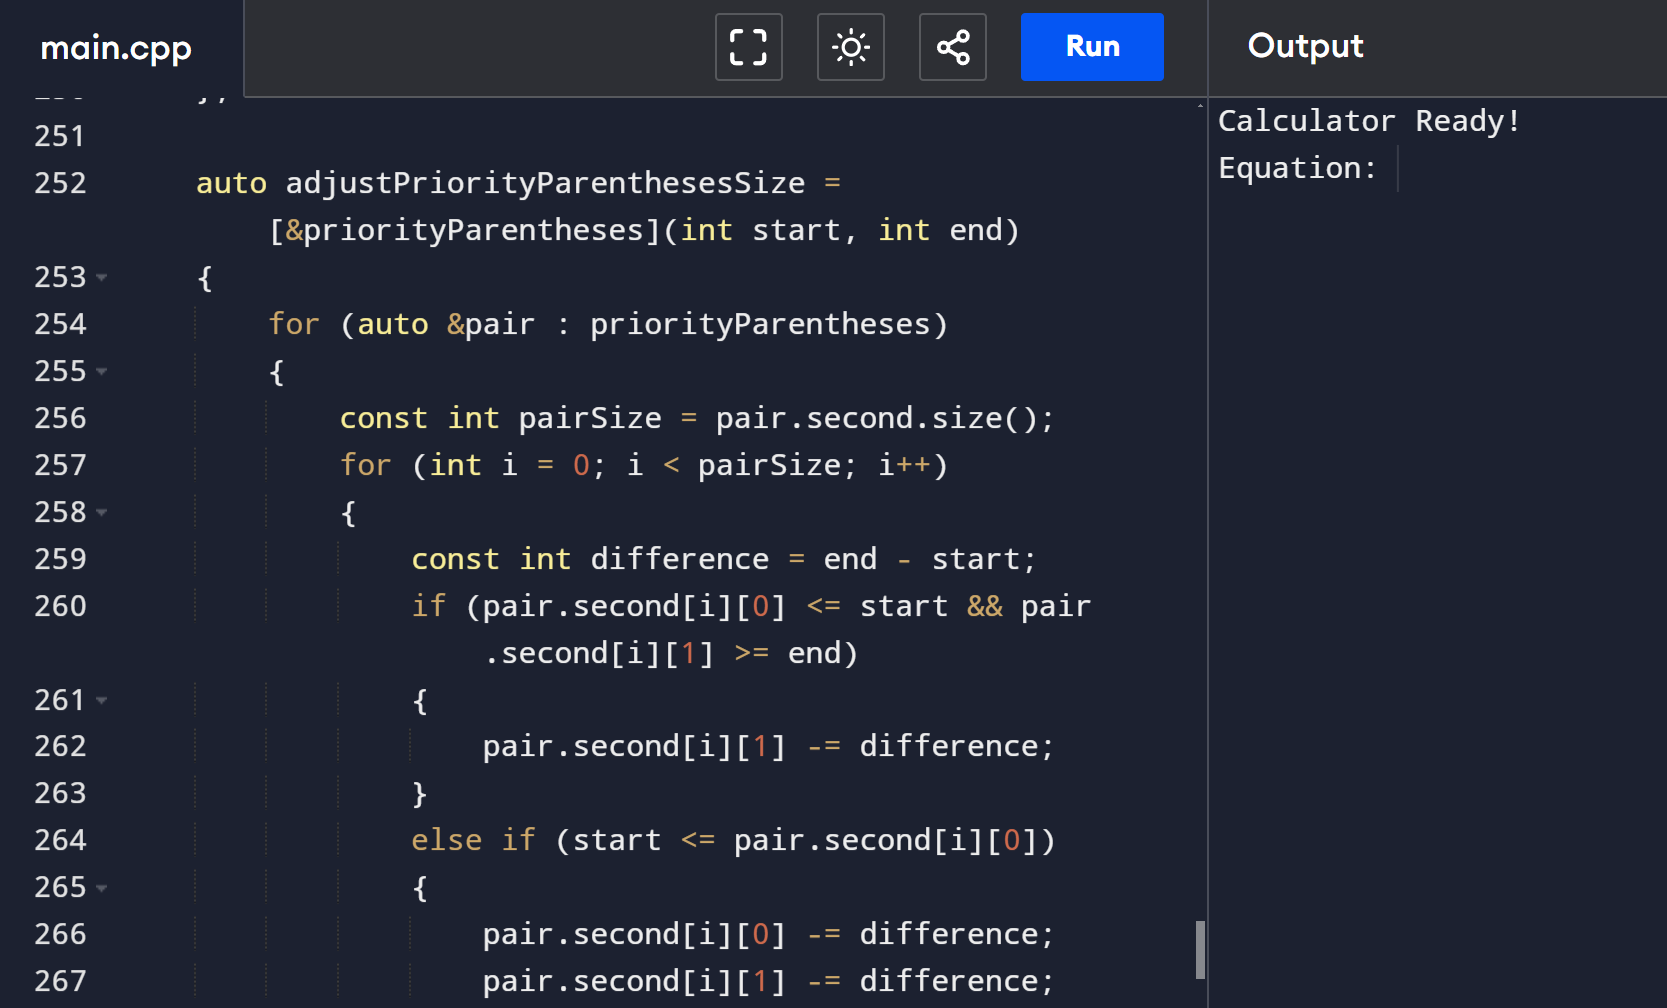 main.cpp
Run
Output
};
251
252 auto adjustPriorityParenthesesSize =
[&priorityParentheses](int start, int end)
253 {
254 for (auto &pair : priorityParentheses)
255 {
256 const int pairSize = pair.second.size();
257 for (int i = 0; i < pairSize; i++)
258 {
259 const int difference = end - start;
260 if (pair.second[i][0] <= start && pair
.second[i][1] >= end)
261 {
262 pair.second[i][1] -= difference;
263 }
264 else if (start <= pair.second[i][0])
265 {
266 pair.second[i][0] -= difference;
267 pair.second[i][1] -= difference;
Calculator Ready!
Equation: